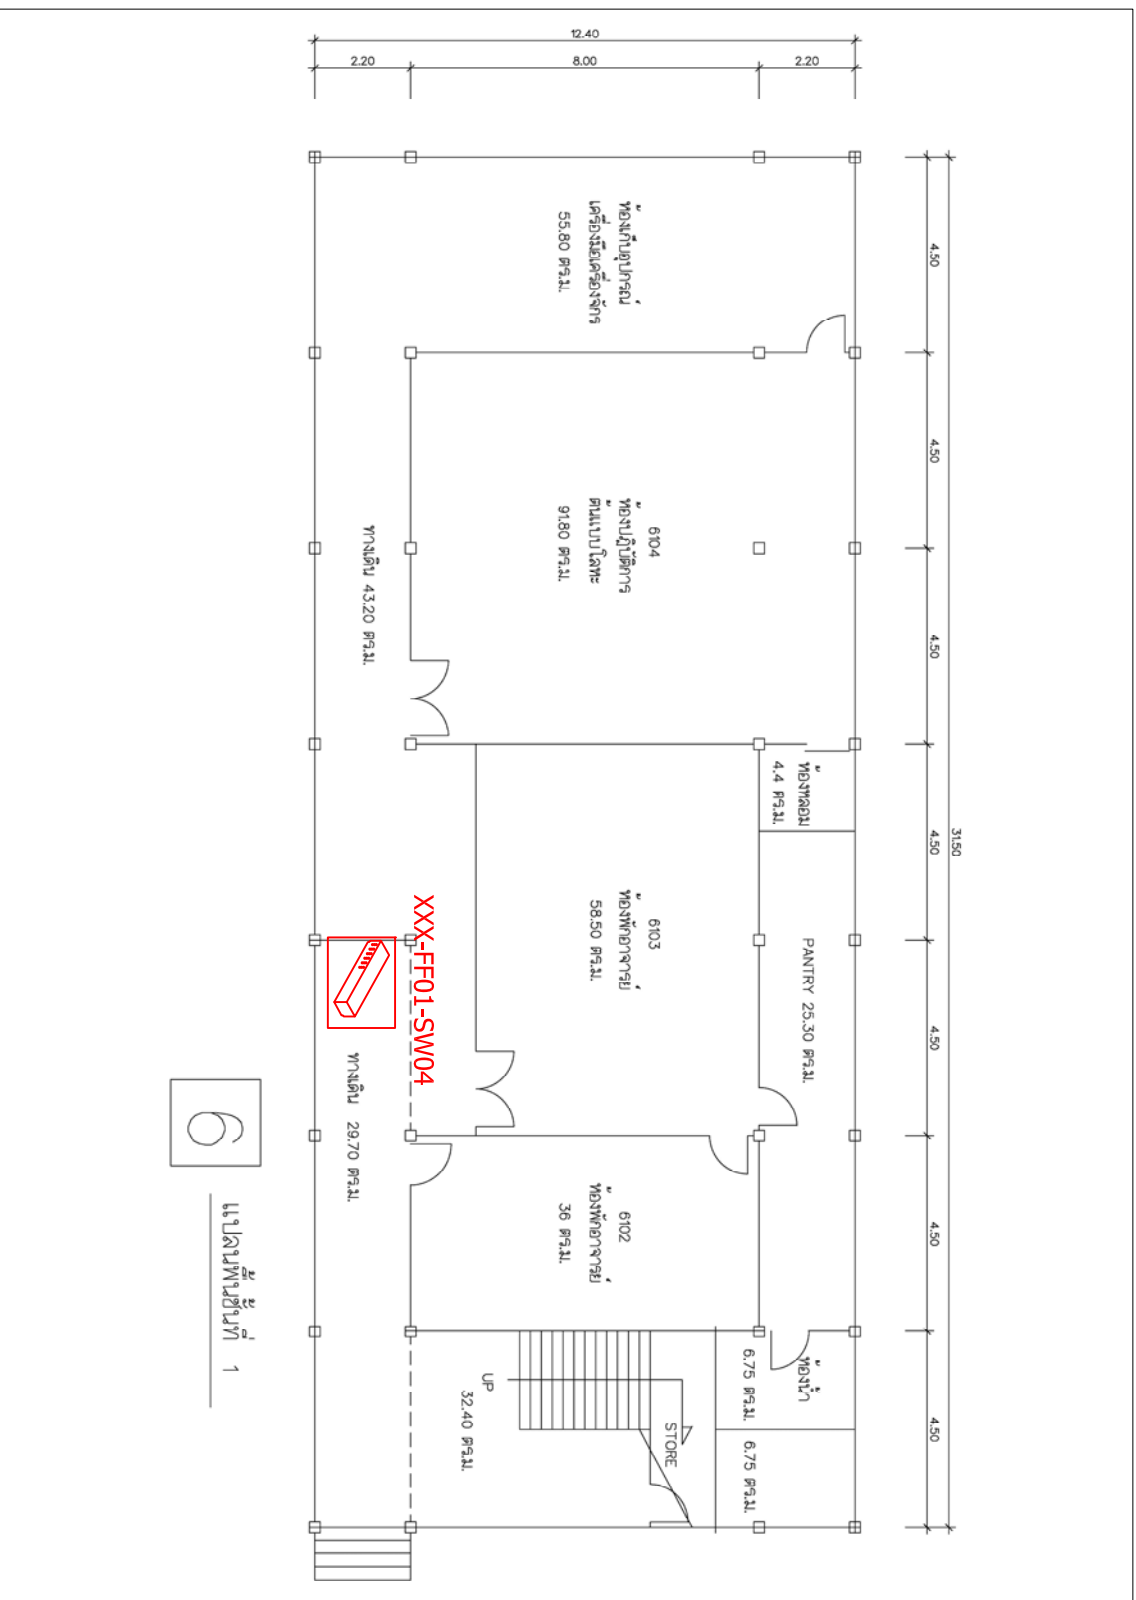 12.40
2.20
8.00
2.20
4.50
4.50
4.50
4.50
4.50
4.50
4.50
31.50
ห้องเก็บอุปกรณ์
เครื่องมือเครื่องจักร
55.80 ตร.ม.
6104
ห้องปฏิบัติการ
ต้นแบบโลหะ
91.80 ตร.ม.
ทางเดิน 43.20 ตร.ม.
ห้องหลอม
4.4 ตร.ม.
6103
ห้องพักอาจารย์
58.50 ตร.ม.
PANTRY 25.30 ตร.ม.
XXX-FF01-SW04
ทางเดิน 29.70 ตร.ม.
6102
ห้องพักอาจารย์
36 ตร.ม.
ห้องน้ำ
6.75 ตร.ม.
6.75 ตร.ม.
UP
STORE
32.40 ตร.ม.
แปลนพื้นชั้นที่ 1